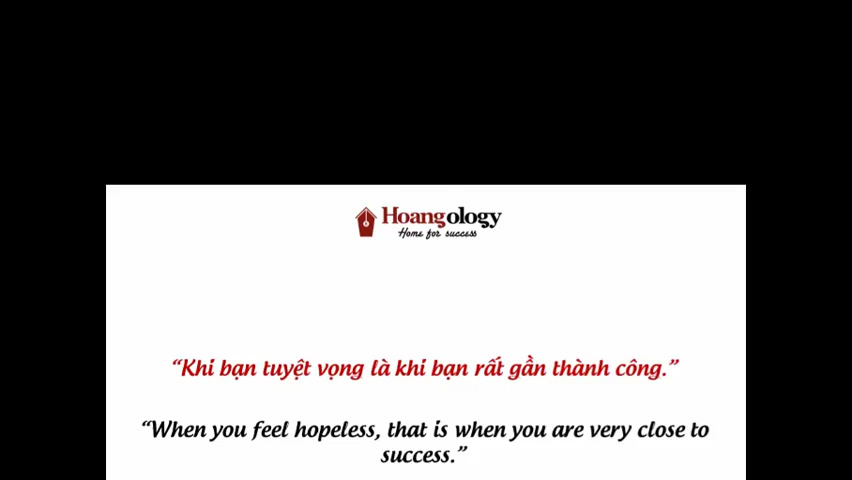 Hoangology
Home for success
“Khi bạn tuyệt vọng là khi bạn rất gần thành công.”
“When you feel hopeless, that is when you are very close to
success.”